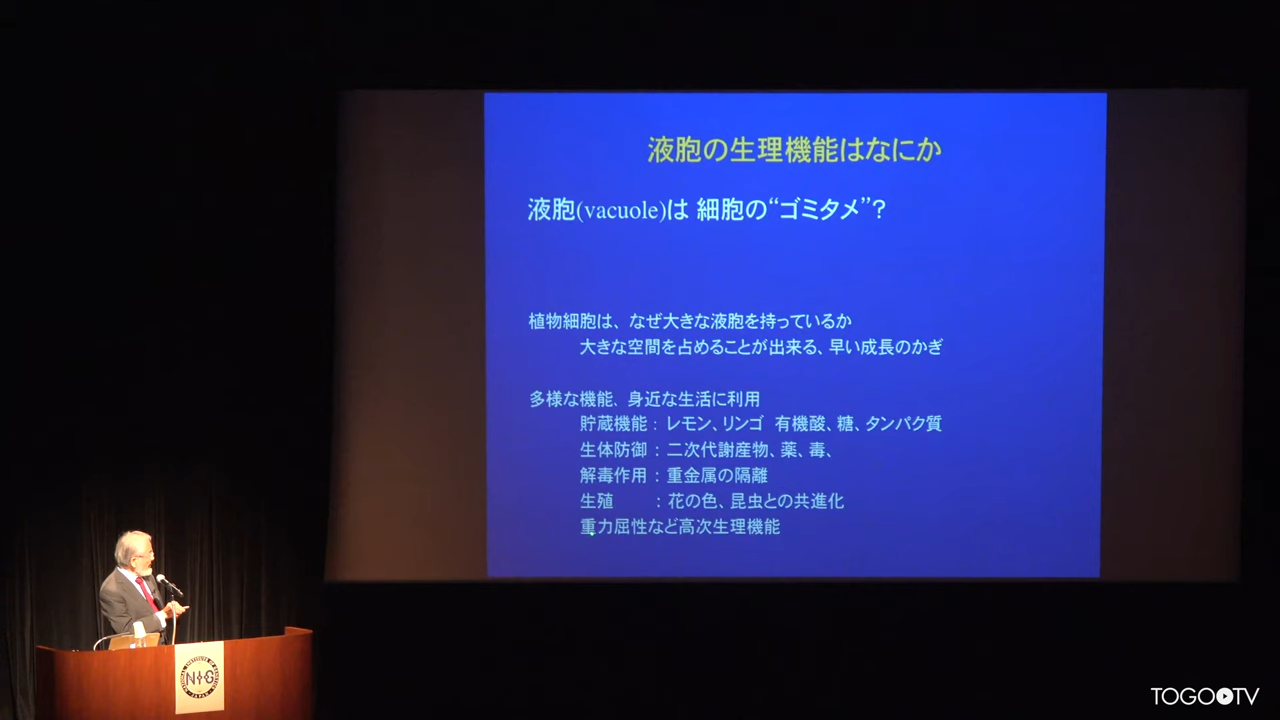 液胞の生理機能はなにか
液胞(vacuole)は 細胞の“ゴミタメ”?
植物細胞は、なぜ大きな液胞を持っているか
大きな空間を占めることが出来る、早い成長のかぎ
多様な機能、身近な生活に利用
貯蔵機能： レモン、リンゴ　有機酸、糖、タンパク質
生体防御： 二次代謝産物、薬、毒、
解毒作用： 重金属の隔離
生殖　　： 花の色、昆虫との共進化
重力屈性など高次生理機能
NIG
TOGO TV